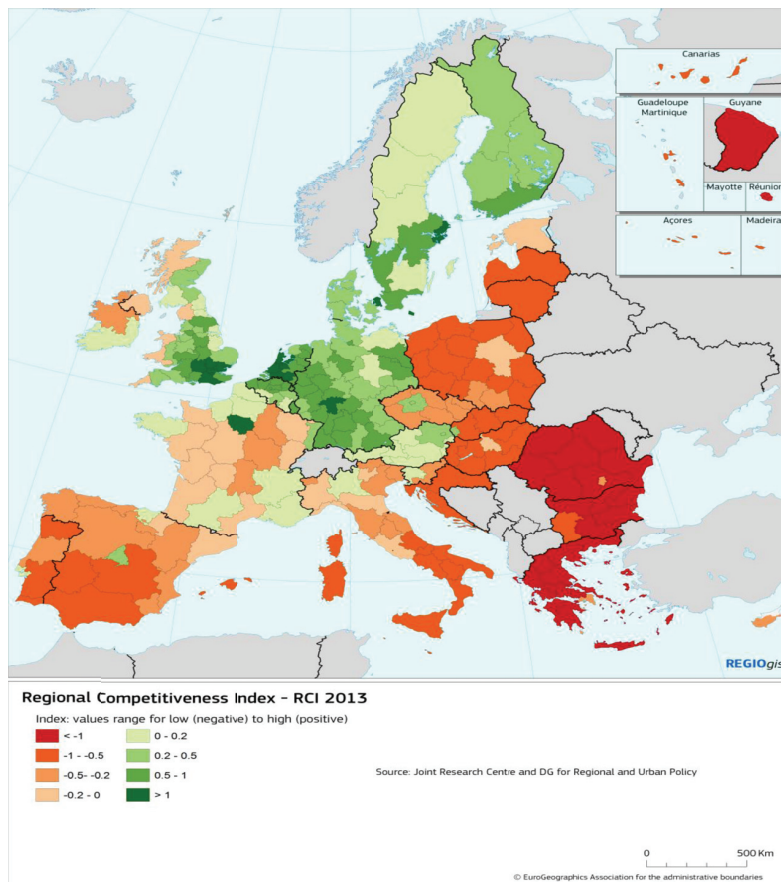 Canarias
Guadeloupe
Martinique
Guyane
Mayotte
Réunion
Açores
Madeira
REGIOgis
Regional Competitiveness Index - RCI 2013
Index: values range for low (negative) to high (positive)
< -1
-1 - -0.5
-0.5- -0.2
-0.2 - 0
0 - 0.2
0.2 - 0.5
0.5 - 1
> 1
Source: Joint Research Centre and DG for Regional and Urban Policy
0 500 Km
© EuroGeographics Association for the administrative boundaries